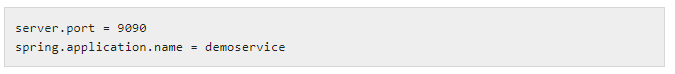 server.port = 9090
spring.application.name = demoservice